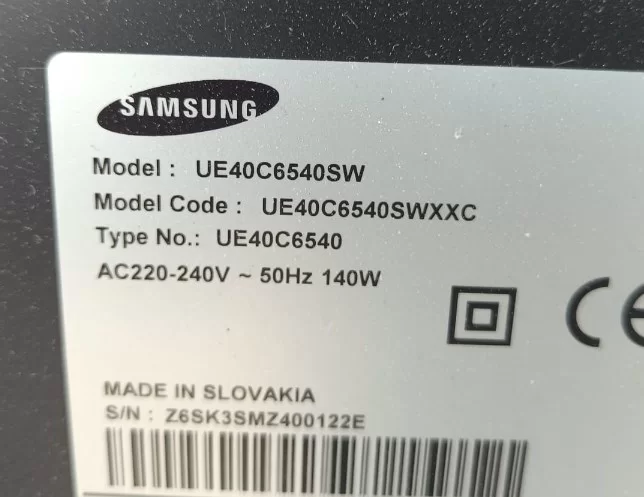 SAMSUNG
Model : UE40C6540SW
Model Code : UE40C6540SWXXC
Type No.: UE40C6540
AC220-240V ~ 50Hz 140W
CE
MADE IN SLOVAKIA
S/N : Z6SK3SMZ400122E